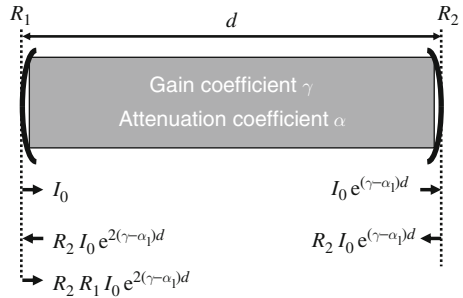 R₁ d R₂
Gain coefficient γ
Attenuation coefficient α
I₀ I₀ e^(γ−α₁)d
R₂ I₀ e^2(γ−α₁)d R₂ I₀ e^(γ−α₁)d
R₂ R₁ I₀ e^2(γ−α₁)d